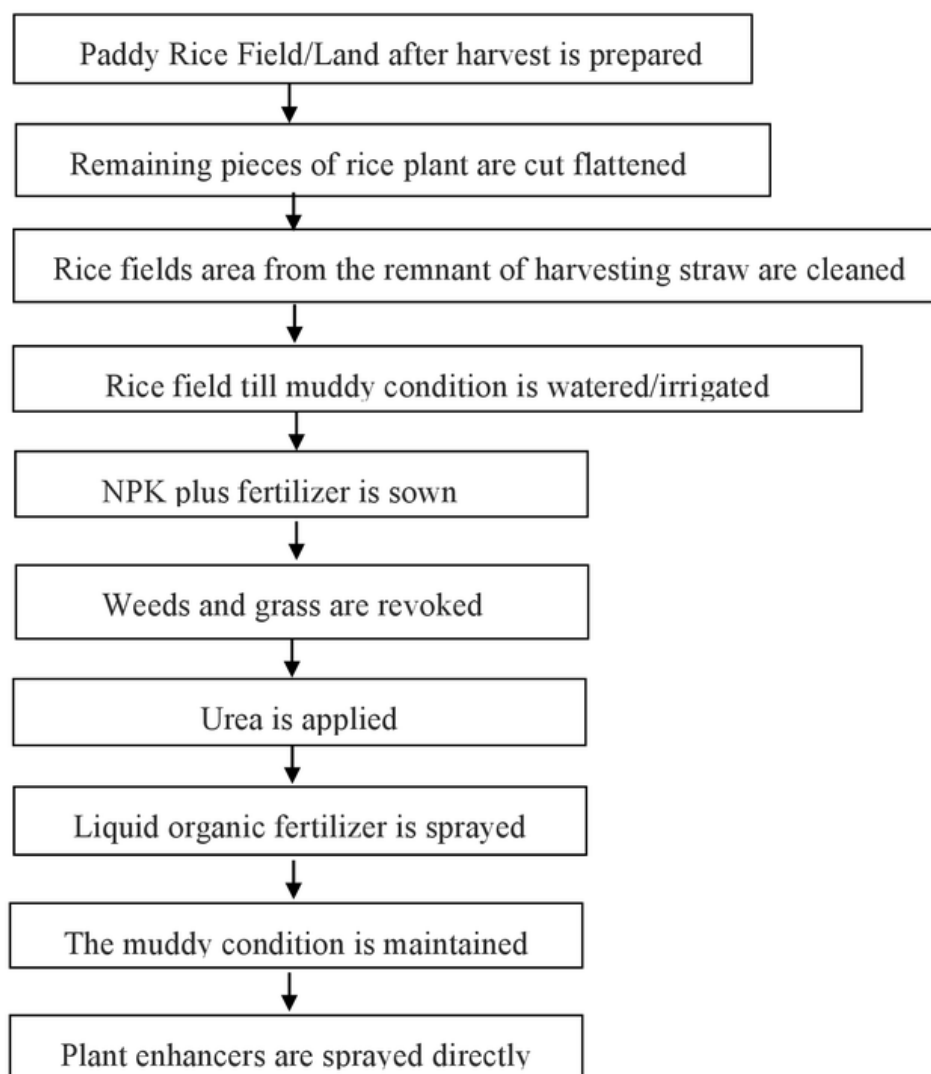 Paddy Rice Field/Land after harvest is prepared
Remaining pieces of rice plant are cut flattened
Rice fields area from the remnant of harvesting straw are cleaned
Rice field till muddy condition is watered/irrigated
NPK plus fertilizer is sown
Weeds and grass are revoked
Urea is applied
Liquid organic fertilizer is sprayed
The muddy condition is maintained
Plant enhancers are sprayed directly